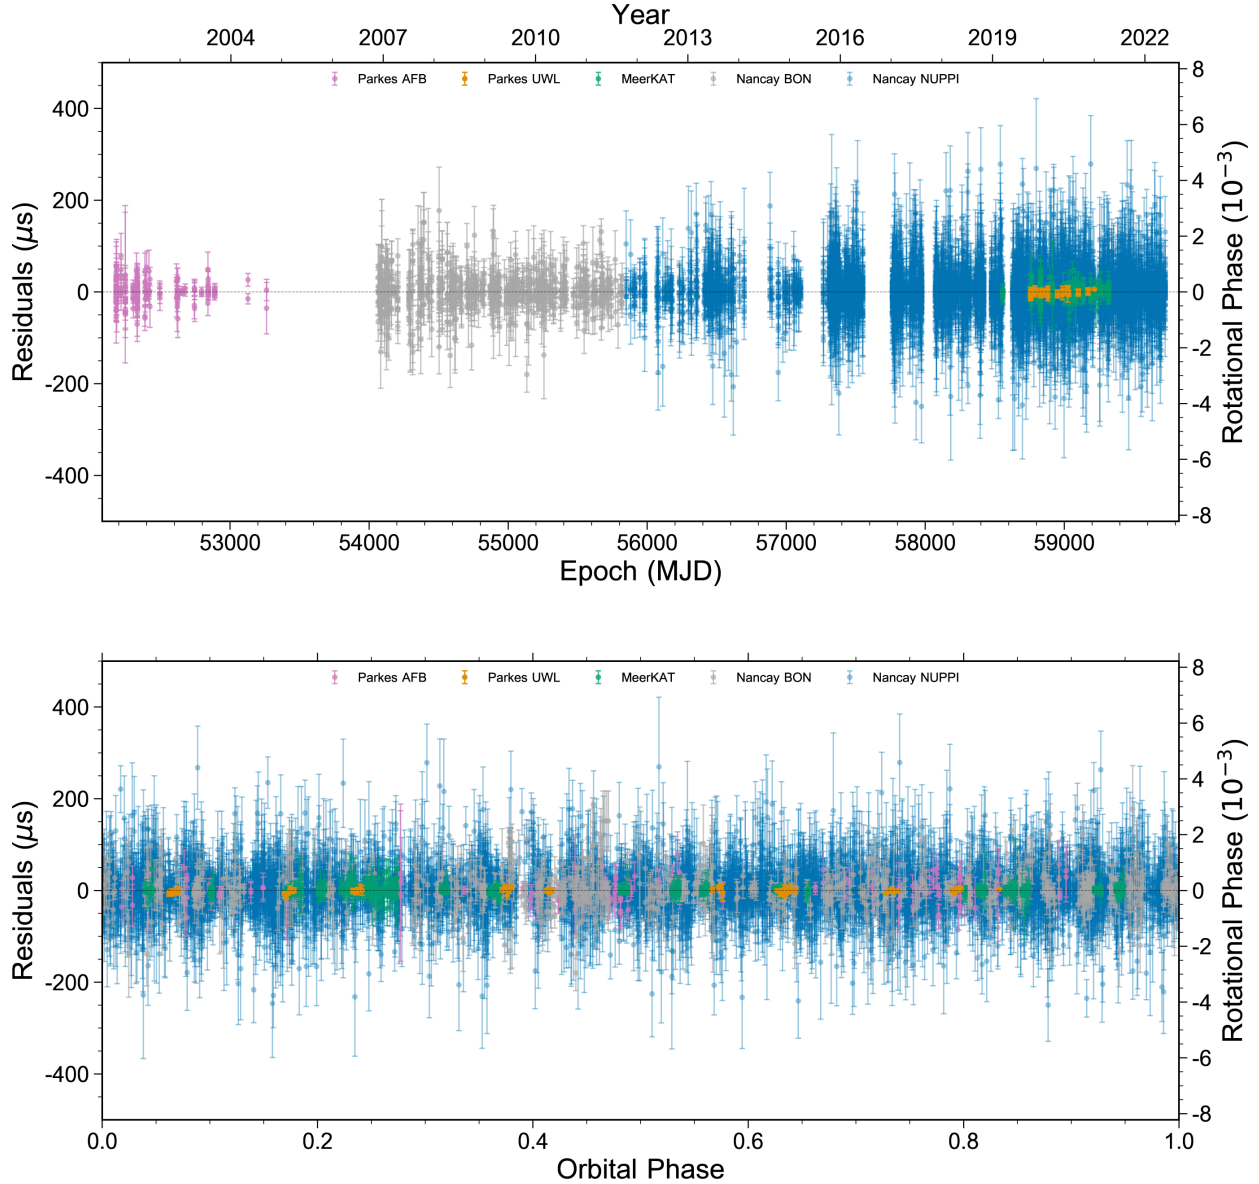 Year
2004 2007 2010 2013 2016 2019 2022
Parkes AFB Parkes UWL MeerKAT Nancay BON Nancay NUPPI
400
200
0
-200
-400
Residuals (μs)
8
6
4
2
0
-2
-4
-6
-8
Rotational Phase (10⁻³)
53000 54000 55000 56000 57000 58000 59000
Epoch (MJD)
Parkes AFB Parkes UWL MeerKAT Nancay BON Nancay NUPPI
400
200
0
-200
-400
Residuals (μs)
8
6
4
2
0
-2
-4
-6
-8
Rotational Phase (10⁻³)
0.0 0.2 0.4 0.6 0.8 1.0
Orbital Phase